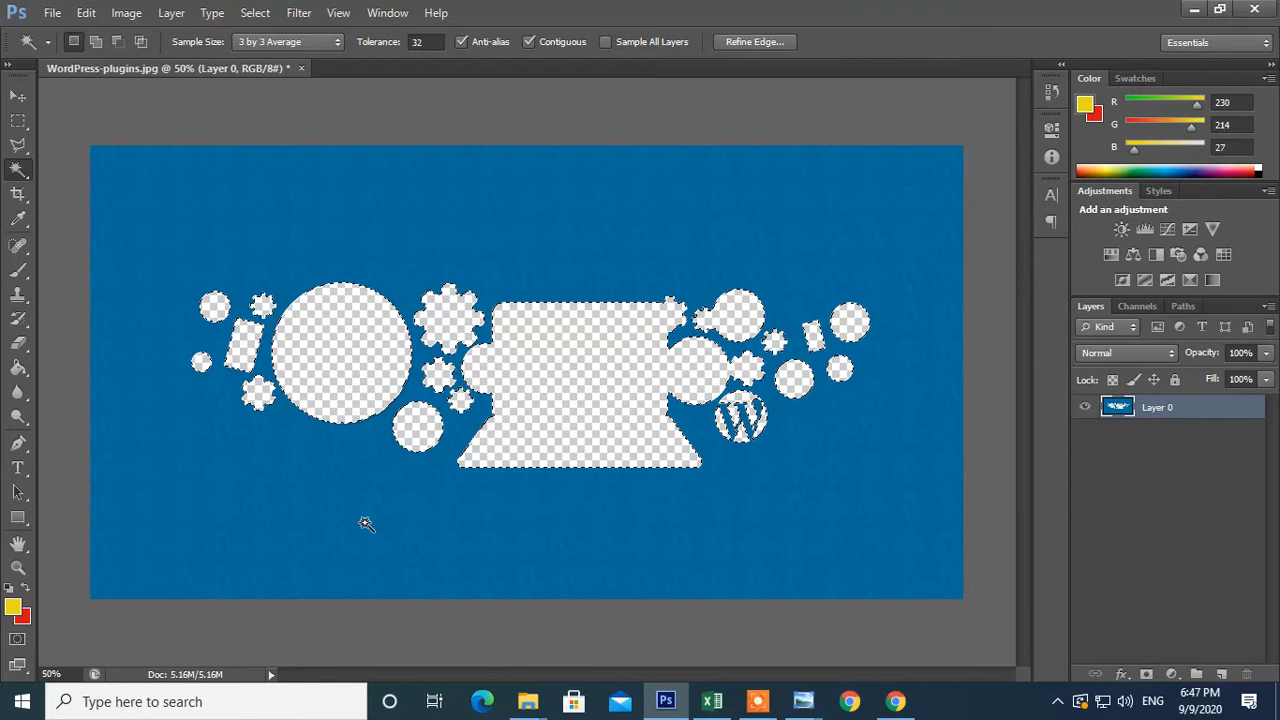 Ps File Edit Image Layer Type Select Filter View Window Help
Sample Size: 3 by 3 Average Tolerance: 32 Anti-alias Contiguous Sample All Layers Refine Edge... Essentials
WordPress-plugins.jpg @ 50% (Layer 0, RGB/8#) *
Color Swatches
R 230
G 214
B 27
Adjustments Styles
Add an adjustment
Layers Channels Paths
Kind
Normal Opacity: 100%
Lock: Fill: 100%
Layer 0
50% Doc: 5.16M/5.16M
Type here to search
Ps
ENG
6:47 PM
9/9/2020